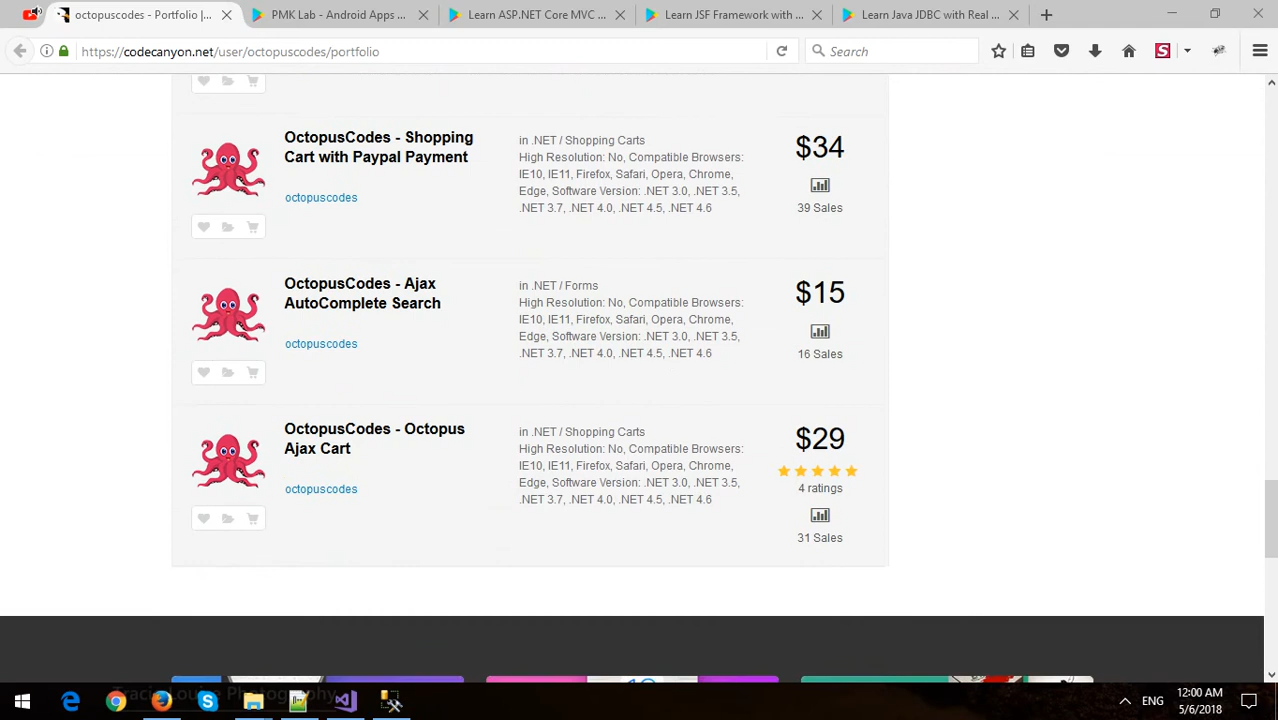 octopuscodes - Portfolio |...
PMK Lab - Android Apps ...
Learn ASP.NET Core MVC ...
Learn JSF Framework with ...
Learn Java JDBC with Real ...
https://codecanyon.net/user/octopuscodes/portfolio
Search
OctopusCodes - Shopping
Cart with Paypal Payment
octopuscodes
in .NET / Shopping Carts
High Resolution: No, Compatible Browsers:
IE10, IE11, Firefox, Safari, Opera, Chrome,
Edge, Software Version: .NET 3.0, .NET 3.5,
.NET 3.7, .NET 4.0, .NET 4.5, .NET 4.6
$34
39 Sales
OctopusCodes - Ajax
AutoComplete Search
octopuscodes
in .NET / Forms
High Resolution: No, Compatible Browsers:
IE10, IE11, Firefox, Safari, Opera, Chrome,
Edge, Software Version: .NET 3.0, .NET 3.5,
.NET 3.7, .NET 4.0, .NET 4.5, .NET 4.6
$15
16 Sales
OctopusCodes - Octopus
Ajax Cart
octopuscodes
in .NET / Shopping Carts
High Resolution: No, Compatible Browsers:
IE10, IE11, Firefox, Safari, Opera, Chrome,
Edge, Software Version: .NET 3.0, .NET 3.5,
.NET 3.7, .NET 4.0, .NET 4.5, .NET 4.6
$29
4 ratings
31 Sales
Photography
ENG
12:00 AM
5/6/2018